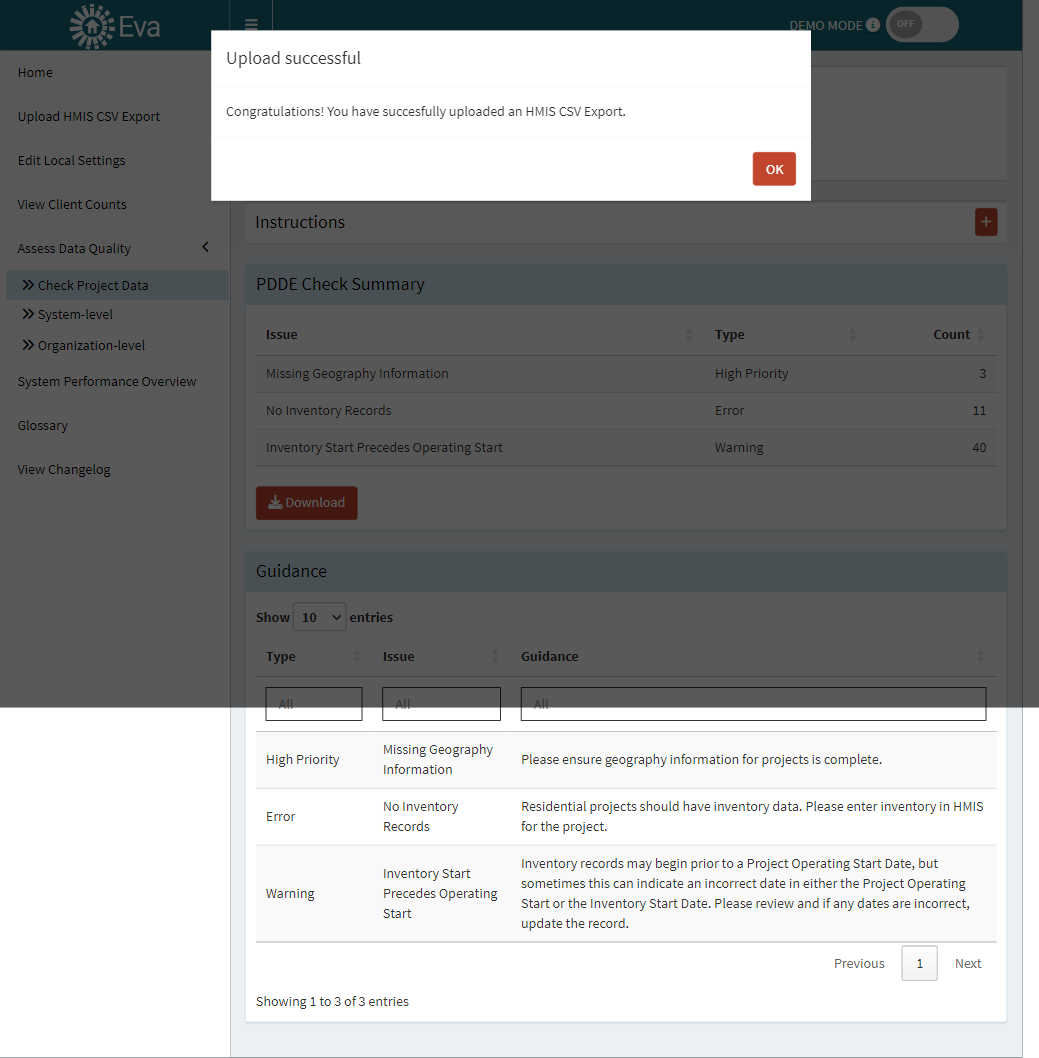 Eva
DEMO MODE i OFF
Upload successful
Congratulations! You have succesfully uploaded an HMIS CSV Export.
OK
Home
Upload HMIS CSV Export
Edit Local Settings
View Client Counts
Assess Data Quality
Check Project Data
System-level
Organization-level
System Performance Overview
Glossary
View Changelog
Instructions
PDDE Check Summary
Issue Type Count
Missing Geography Information High Priority 3
No Inventory Records Error 11
Inventory Start Precedes Operating Start Warning 40
Download
Guidance
Show 10 entries
Type Issue Guidance
All All All
High Priority Missing Geography Please ensure geography information for projects is complete.
Information
Error No Inventory Residential projects should have inventory data. Please enter inventory in HMIS
Records for the project.
Warning Inventory Start Inventory records may begin prior to a Project Operating Start Date, but
Precedes Operating sometimes this can indicate an incorrect date in either the Project Operating
Start Start or the Inventory Start Date. Please review and if any dates are incorrect,
update the record.
Previous 1 Next
Showing 1 to 3 of 3 entries